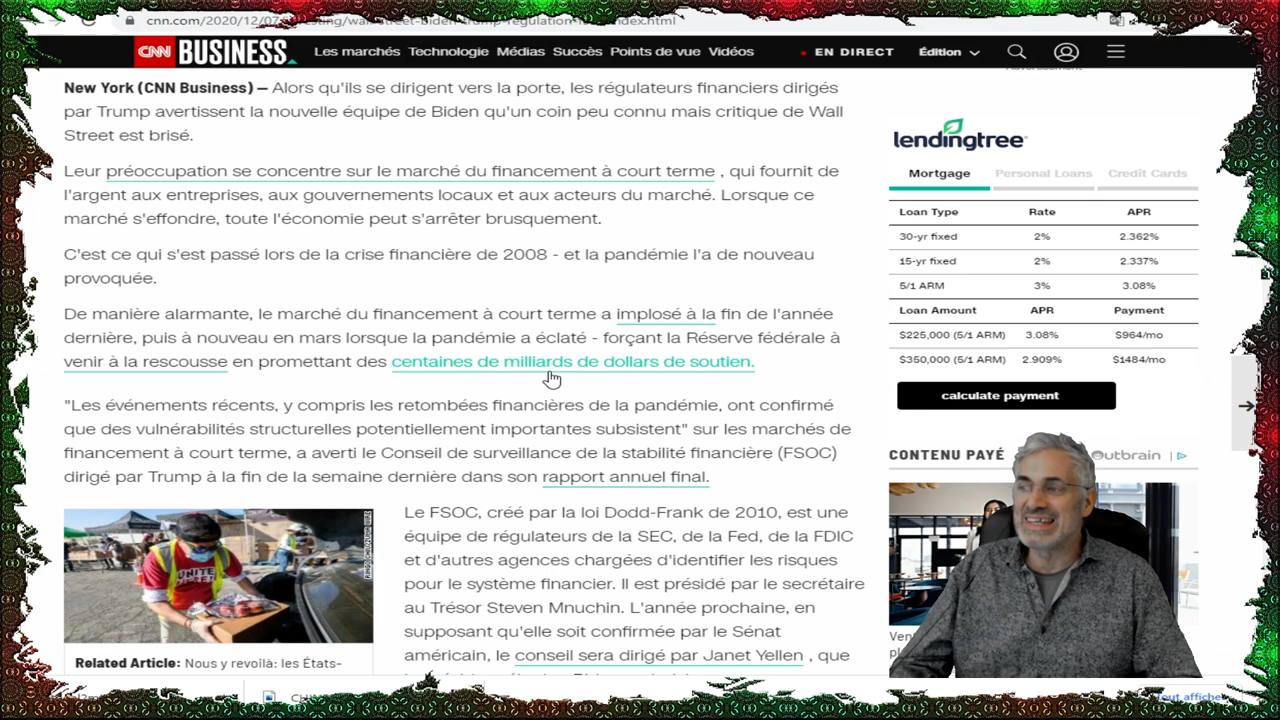 cnn.com/2020/12/07
CNN BUSINESS
Les marchés Technologie Médias Succès Points de vue Vidéos
EN DIRECT Édition
New York (CNN Business) — Alors qu'ils se dirigent vers la porte, les régulateurs financiers dirigés
par Trump avertissent la nouvelle équipe de Biden qu'un coin peu connu mais critique de Wall
Street est brisé.
Leur préoccupation se concentre sur le marché du financement à court terme , qui fournit de
l'argent aux entreprises, aux gouvernements locaux et aux acteurs du marché. Lorsque ce
marché s'effondre, toute l'économie peut s'arrêter brusquement.
C'est ce qui s'est passé lors de la crise financière de 2008 - et la pandémie l'a de nouveau
provoquée.
De manière alarmante, le marché du financement à court terme a implosé à la fin de l'année
dernière, puis à nouveau en mars lorsque la pandémie a éclaté - forçant la Réserve fédérale à
venir à la rescousse en promettant des centaines de milliards de dollars de soutien.
"Les événements récents, y compris les retombées financières de la pandémie, ont confirmé
que des vulnérabilités structurelles potentiellement importantes subsistent" sur les marchés de
financement à court terme, a averti le Conseil de surveillance de la stabilité financière (FSOC)
dirigé par Trump à la fin de la semaine dernière dans son rapport annuel final.
Le FSOC, créé par la loi Dodd-Frank de 2010, est une
équipe de régulateurs de la SEC, de la Fed, de la FDIC
et d'autres agences chargées d'identifier les risques
pour le système financier. Il est présidé par le secrétaire
au Trésor Steven Mnuchin. L'année prochaine, en
supposant qu'elle soit confirmée par le Sénat
américain, le conseil sera dirigé par Janet Yellen , que
Related Article: Nous y revoilà: les États-
lendingtree
Mortgage Personal Loans Credit Cards
Loan Type Rate APR
30-yr fixed 2% 2.362%
15-yr fixed 2% 2.337%
5/1 ARM 3% 3.08%
Loan Amount APR Payment
$225,000 (5/1 ARM) 3.08% $964/mo
$350,000 (5/1 ARM) 2.909% $1484/mo
calculate payment
CONTENU PAYÉ
outbrain